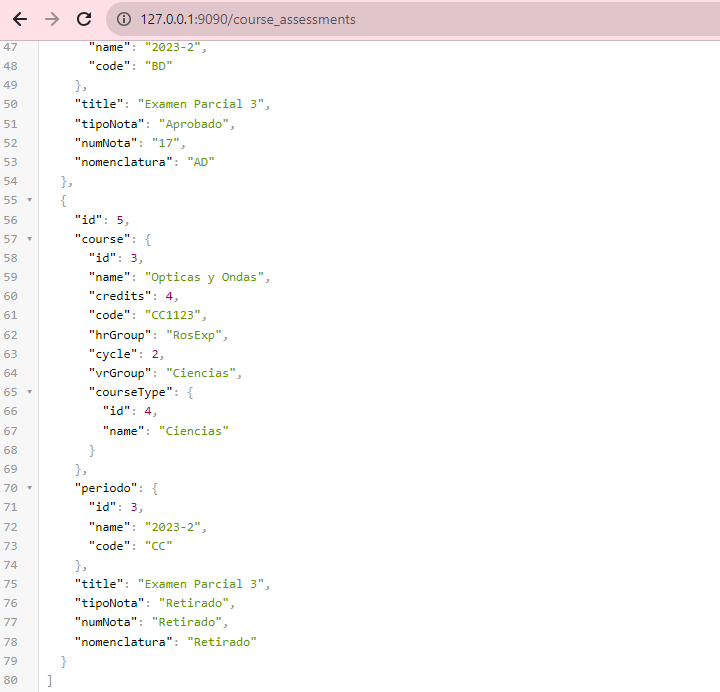 127.0.0.1:9090/course_assessments
47 "name": "2023-2",
48 "code": "BD"
49 },
50 "title": "Examen Parcial 3",
51 "tipoNota": "Aprobado",
52 "numNota": "17",
53 "nomenclatura": "AD"
54 },
55 {
56 "id": 5,
57 "course": {
58 "id": 3,
59 "name": "Opticas y Ondas",
60 "credits": 4,
61 "code": "CC1123",
62 "hrGroup": "RosExp",
63 "cycle": 2,
64 "vrGroup": "Ciencias",
65 "courseType": {
66 "id": 4,
67 "name": "Ciencias"
68 }
69 },
70 "periodo": {
71 "id": 3,
72 "name": "2023-2",
73 "code": "CC"
74 },
75 "title": "Examen Parcial 3",
76 "tipoNota": "Retirado",
77 "numNota": "Retirado",
78 "nomenclatura": "Retirado"
79 }
80 ]